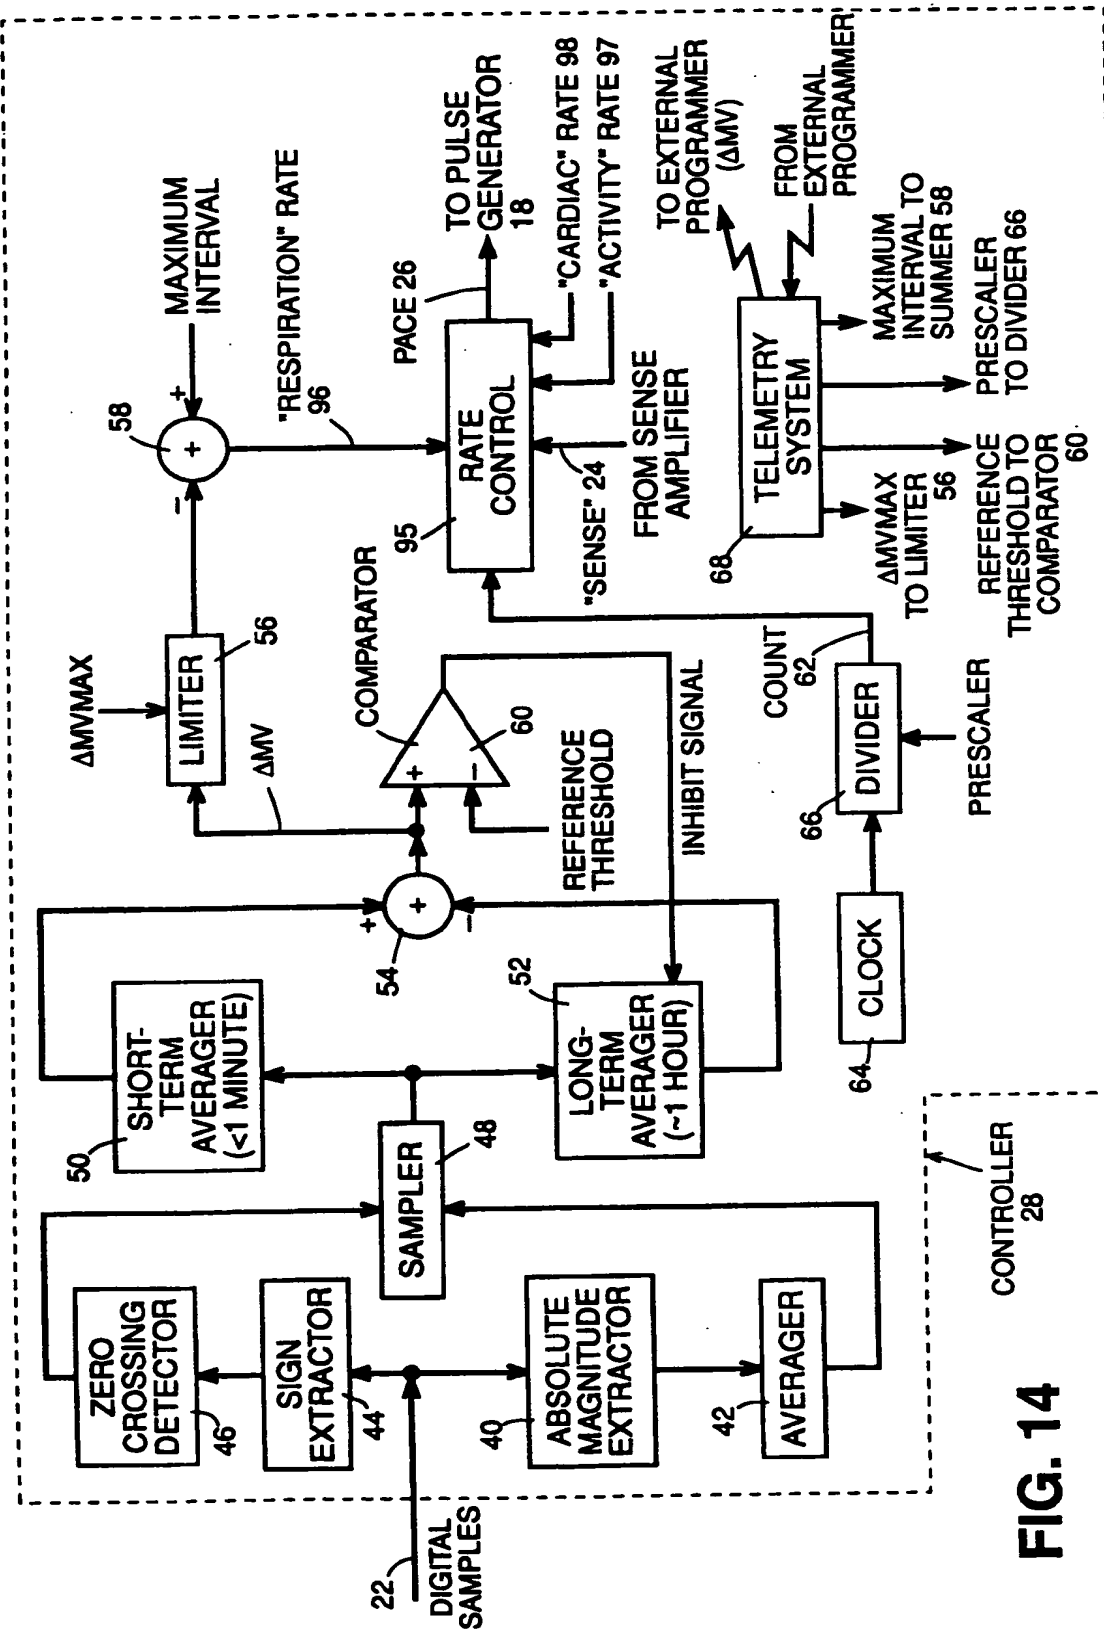 22
DIGITAL
SAMPLES
ZERO
CROSSING
DETECTOR
46
SIGN
EXTRACTOR
44
40
ABSOLUTE
MAGNITUDE
EXTRACTOR
42
AVERAGER
SAMPLER
48
50
SHORT-
TERM
AVERAGER
(<1 MINUTE)
52
LONG-
TERM
AVERAGER
(~1 HOUR)
54
+
+
−
ΔMV
ΔMVMAX
LIMITER
56
COMPARATOR
+
−
60
REFERENCE
THRESHOLD
INHIBIT SIGNAL
58
+
−
+
MAXIMUM
INTERVAL
"RESPIRATION" RATE
96
95
RATE
CONTROL
PACE 26
TO PULSE
GENERATOR
18
"CARDIAC" RATE 98
"ACTIVITY" RATE 97
"SENSE" 24
FROM SENSE
AMPLIFIER
64
CLOCK
66
DIVIDER
PRESCALER
COUNT
62
68
TELEMETRY
SYSTEM
TO EXTERNAL
PROGRAMMER
(ΔMV)
FROM
EXTERNAL
PROGRAMMER
ΔMVMAX
TO LIMITER
56
REFERENCE
THRESHOLD TO
COMPARATOR
60
PRESCALER
TO DIVIDER 66
MAXIMUM
INTERVAL TO
SUMMER 58
CONTROLLER
28
FIG. 14